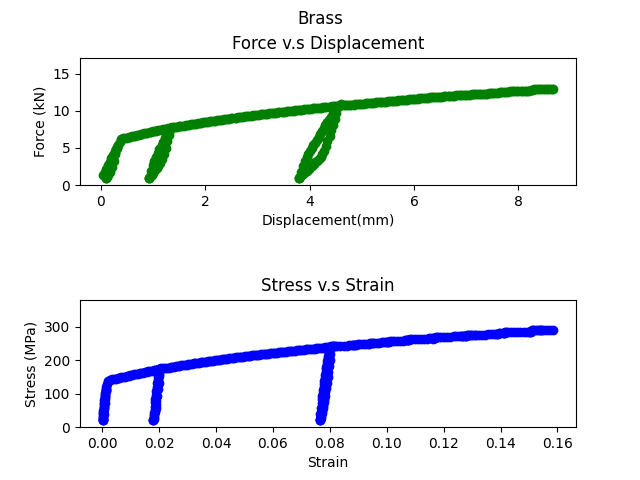 Brass
Force v.s Displacement
Force (kN)
15
10
5
0
0 2 4 6 8
Displacement(mm)
Stress v.s Strain
Stress (MPa)
300
200
100
0
0.00 0.02 0.04 0.06 0.08 0.10 0.12 0.14 0.16
Strain